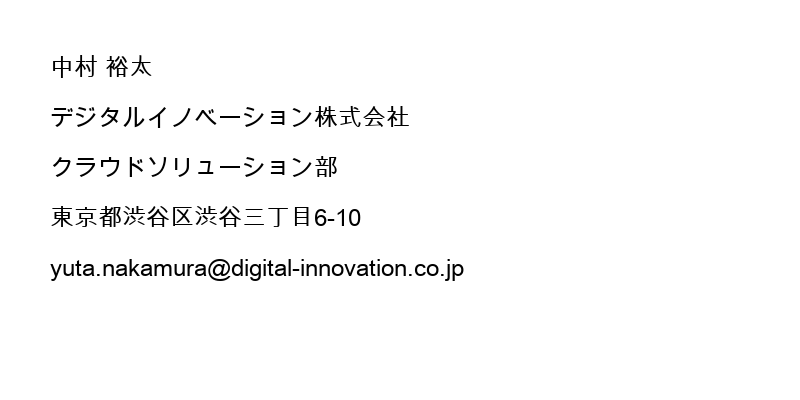 中村 裕太
デジタルイノベーション株式会社
クラウドソリューション部
東京都渋谷区渋谷三丁目6-10
yuta.nakamura@digital-innovation.co.jp